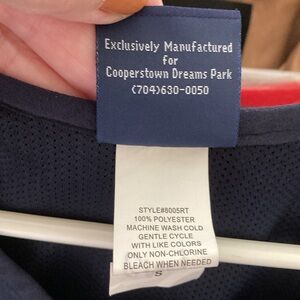 Exclusively Manufactured
for
Cooperstown Dreams Park
(704)630-0050
STYLE#8005RT
100% POLYESTER
MACHINE WASH COLD
GENTLE CYCLE
WITH LIKE COLORS
ONLY NON-CHLORINE
BLEACH WHEN NEEDED
S